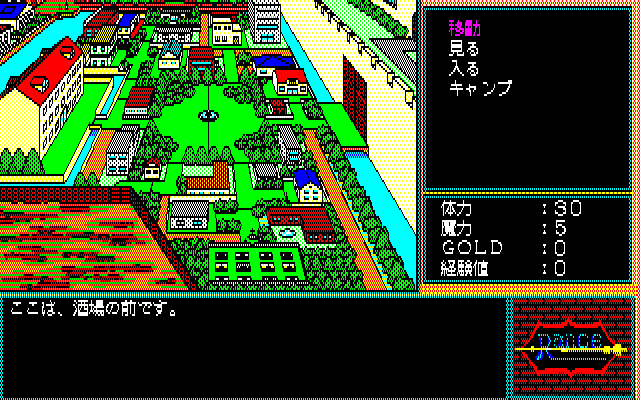 移動
見る
入る
キャンプ
体力 :30
魔力 :5
GOLD :0
経験値 :0
ここは、酒場の前です。
Rance